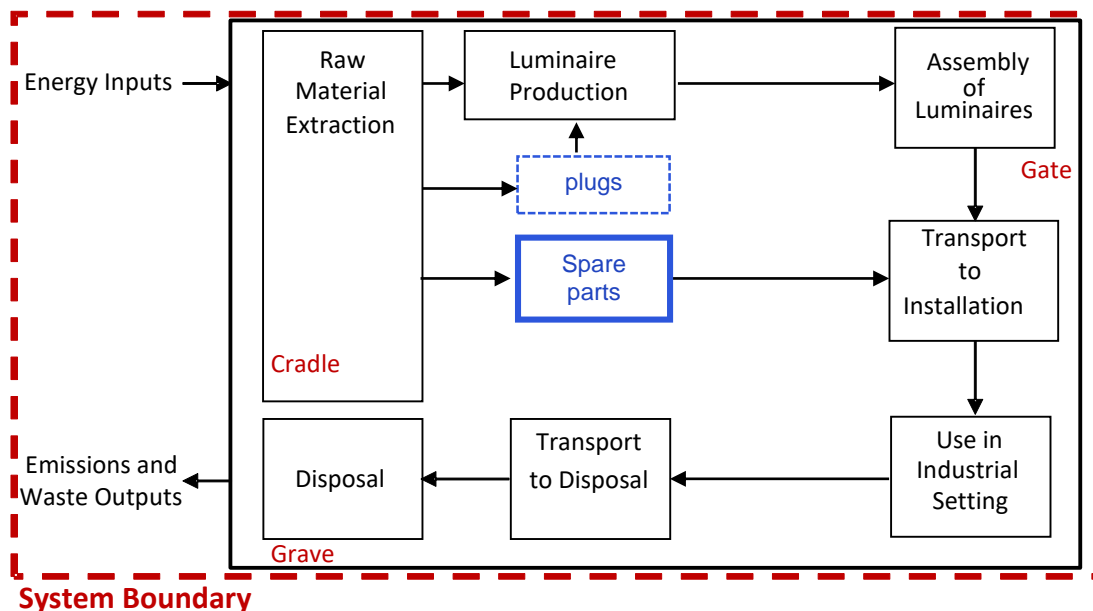 Energy Inputs
Raw
Material
Extraction
Cradle
Luminaire
Production
plugs
Spare
parts
Assembly
of
Luminaires
Gate
Transport
to
Installation
Use in
Industrial
Setting
Transport
to Disposal
Disposal
Grave
Emissions and
Waste Outputs
System Boundary